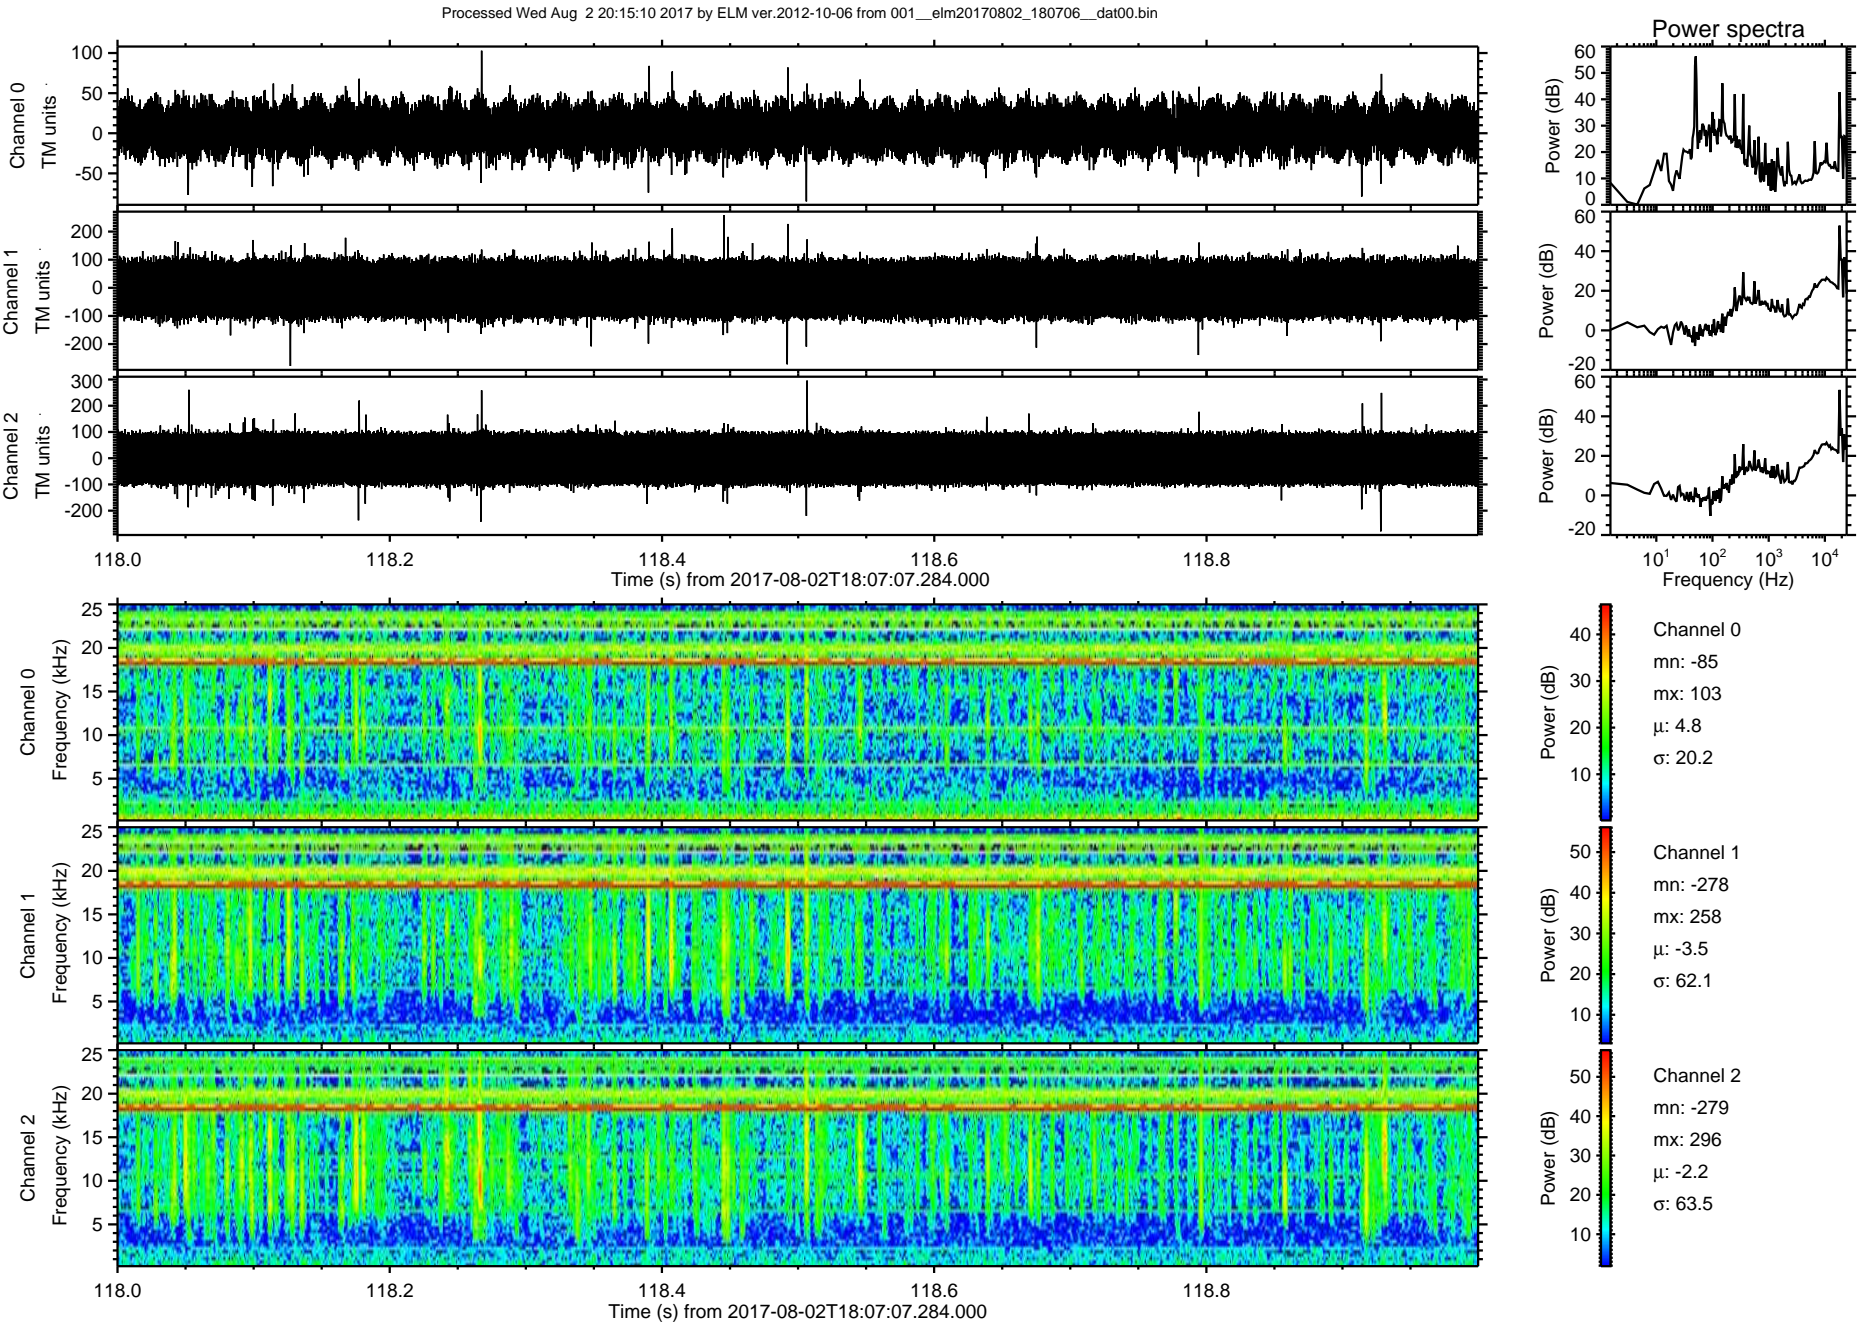 Processed Wed Aug  2 20:15:10 2017 by ELM ver.2012-10-06 from 001__elm20170802_180706__dat00.bin
Power spectra
Channel 0
TM units
100
50
0
-50
Power (dB)
60
50
40
30
20
10
0
Channel 1
TM units
200
100
0
-100
-200
Power (dB)
60
40
20
0
-20
Channel 2
TM units
300
200
100
0
-100
-200
Power (dB)
60
40
20
0
-20
118.0 118.2 118.4 118.6 118.8
Time (s) from 2017-08-02T18:07:07.284.000
10^1 10^2 10^3 10^4
Frequency (Hz)
Channel 0
Frequency (kHz)
25
20
15
10
5
Power (dB)
40
30
20
10
Channel 0
mn: -85
mx: 103
μ: 4.8
σ: 20.2
Channel 1
Frequency (kHz)
25
20
15
10
5
Power (dB)
50
40
30
20
10
Channel 1
mn: -278
mx: 258
μ: -3.5
σ: 62.1
Channel 2
Frequency (kHz)
25
20
15
10
5
Power (dB)
50
40
30
20
10
Channel 2
mn: -279
mx: 296
μ: -2.2
σ: 63.5
118.0 118.2 118.4 118.6 118.8
Time (s) from 2017-08-02T18:07:07.284.000